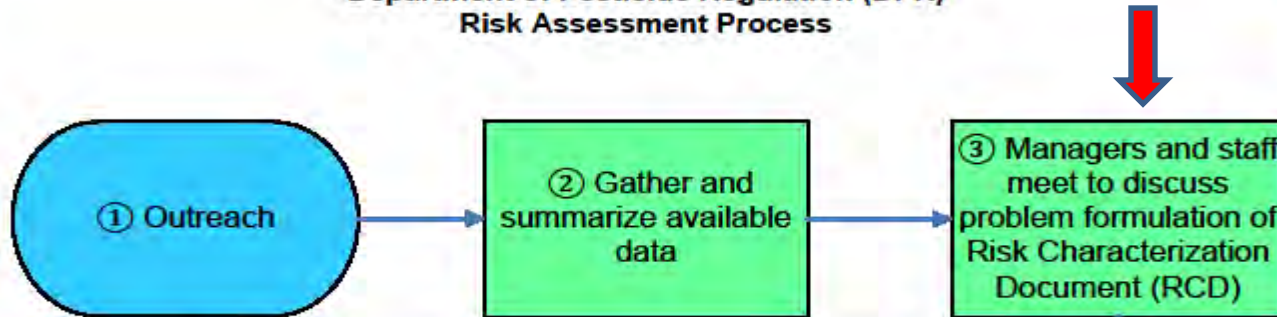 Risk Assessment Process
① Outreach
② Gather and
summarize available
data
③ Managers and staff
meet to discuss
problem formulation of
Risk Characterization
Document (RCD)